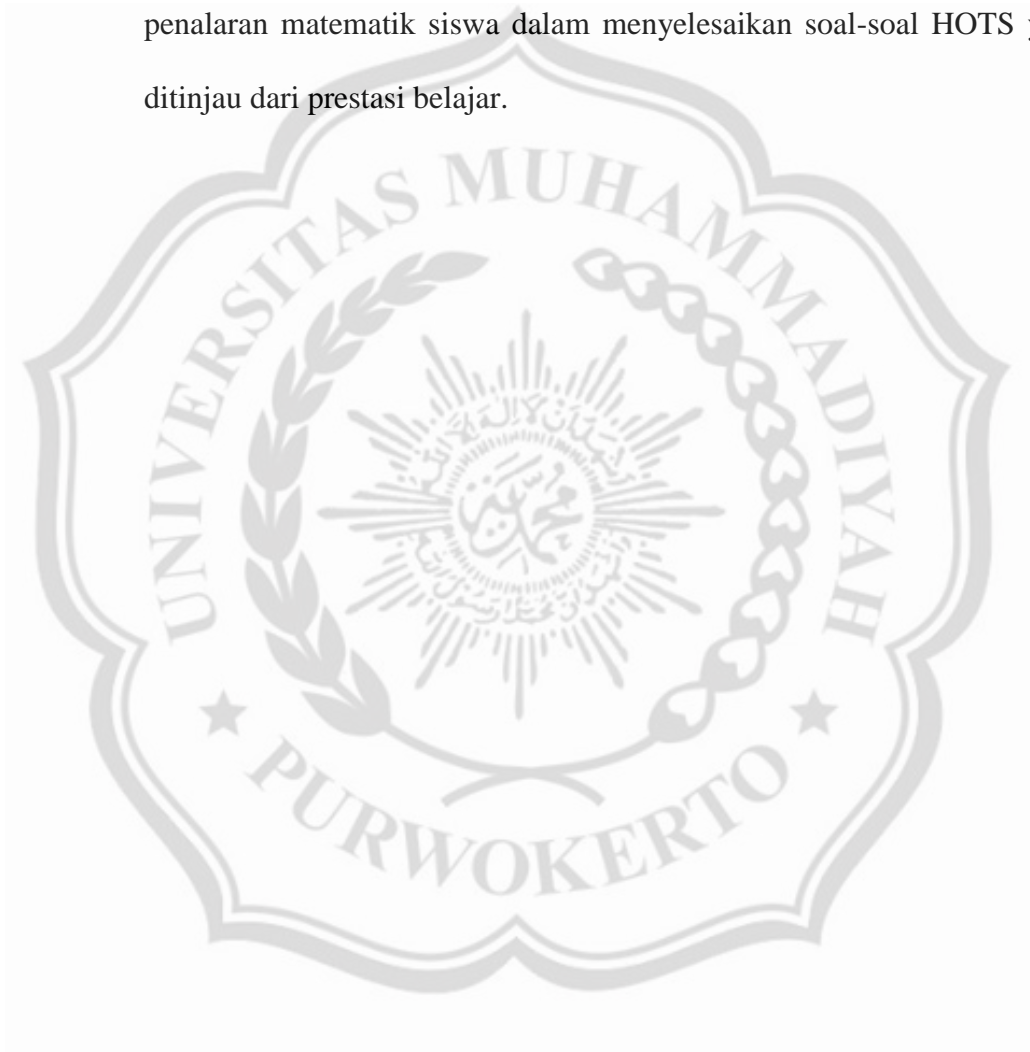 penalaran matematik siswa dalam menyelesaikan soal-soal HOTS
ditinjau dari prestasi belajar.
UNIVERSITAS MUHAMMADIYAH
PURWOKERTO